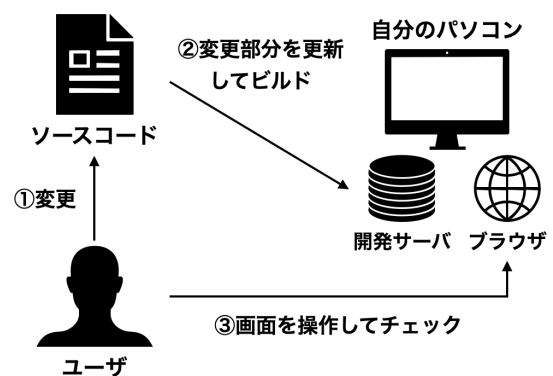 ②変更部分を更新
してビルド
自分のパソコン
ソースコード
①変更
開発サーバ
ブラウザ
③画面を操作してチェック
ユーザ